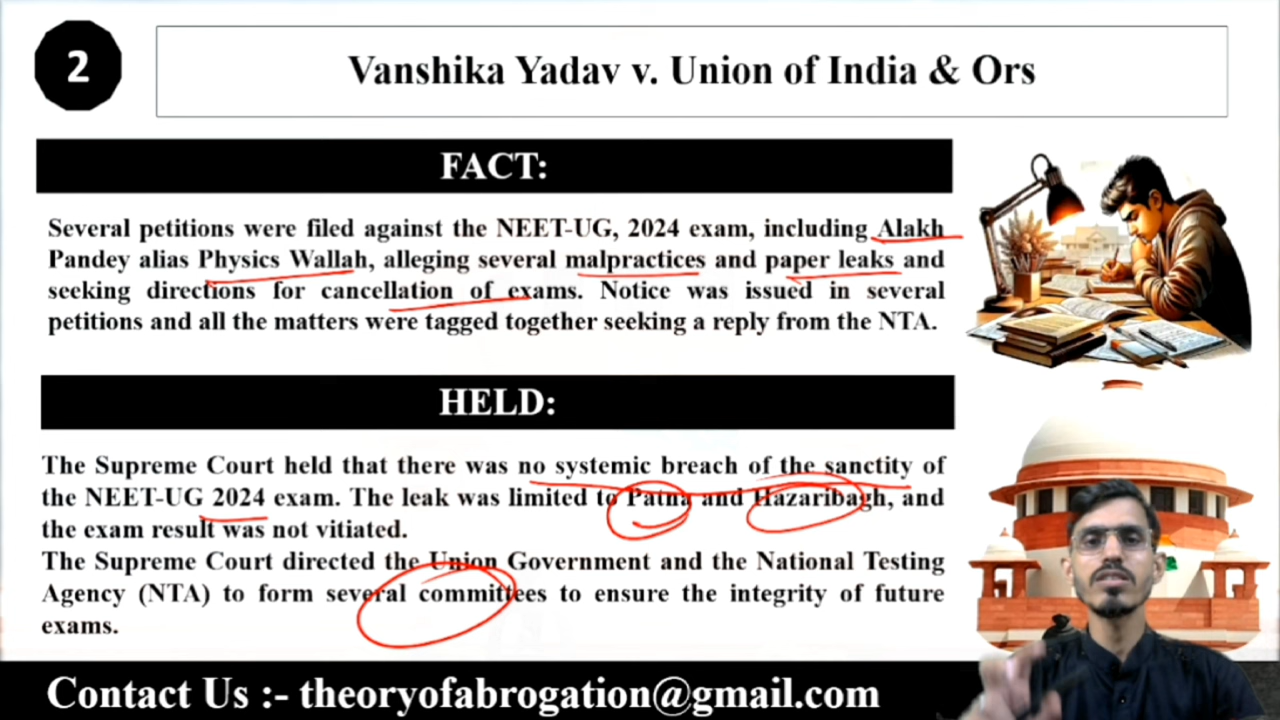 2
Vanshika Yadav v. Union of India & Ors
FACT:
Several petitions were filed against the NEET-UG, 2024 exam, including Alakh
Pandey alias Physics Wallah, alleging several malpractices and paper leaks and
seeking directions for cancellation of exams. Notice was issued in several
petitions and all the matters were tagged together seeking a reply from the NTA.
HELD:
The Supreme Court held that there was no systemic breach of the sanctity of
the NEET-UG 2024 exam. The leak was limited to Patna and Hazaribagh, and
the exam result was not vitiated.
The Supreme Court directed the Union Government and the National Testing
Agency (NTA) to form several committees to ensure the integrity of future
exams.
Contact Us :- theoryofabrogation@gmail.com